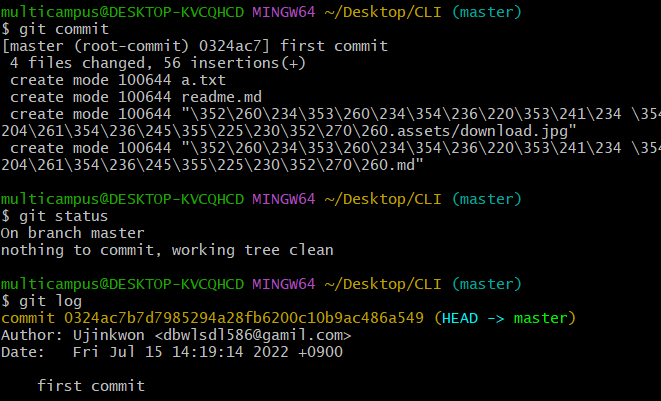 multicampus@DESKTOP-KVCQHCD MINGW64 ~/Desktop/CLI (master)
$ git commit
[master (root-commit) 0324ac7] first commit
 4 files changed, 56 insertions(+)
 create mode 100644 a.txt
 create mode 100644 readme.md
 create mode 100644 "\352\260\234\353\260\234\354\236\220\353\241\234 \354
204\261\354\236\245\355\225\230\352\270\260.assets/download.jpg"
 create mode 100644 "\352\260\234\353\260\234\354\236\220\353\241\234 \354
204\261\354\236\245\355\225\230\352\270\260.md"
multicampus@DESKTOP-KVCQHCD MINGW64 ~/Desktop/CLI (master)
$ git status
On branch master
nothing to commit, working tree clean
multicampus@DESKTOP-KVCQHCD MINGW64 ~/Desktop/CLI (master)
$ git log
commit 0324ac7b7d7985294a28fb6200c10b9ac486a549 (HEAD -> master)
Author: Ujinkwon <dbwlsdl586@gamil.com>
Date:   Fri Jul 15 14:19:14 2022 +0900
    first commit